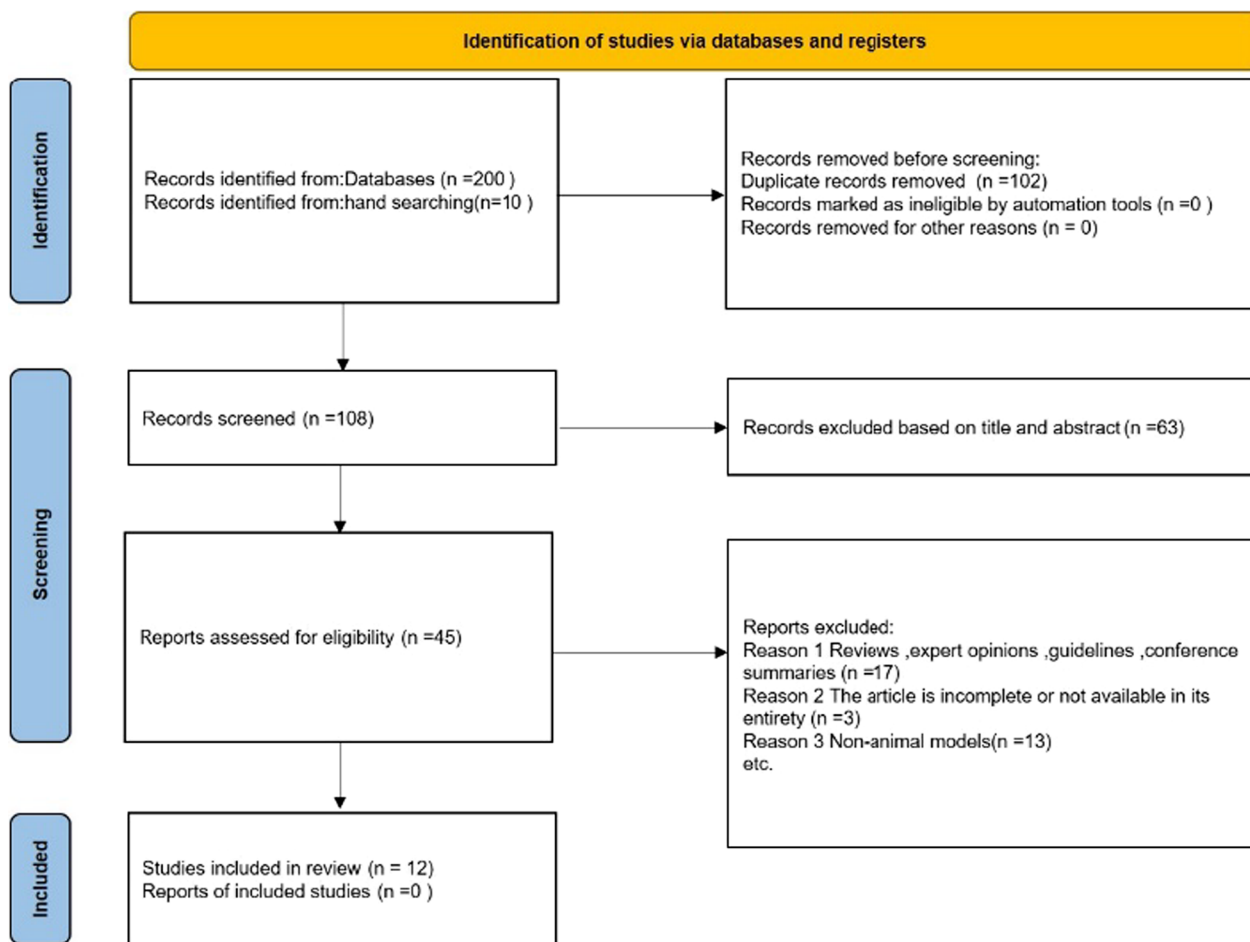 Identification of studies via databases and registers
Identification
Records identified from:Databases (n =200 )
Records identified from:hand searching(n=10 )
Records removed before screening:
Duplicate records removed (n =102)
Records marked as ineligible by automation tools (n =0 )
Records removed for other reasons (n = 0)
Screening
Records screened (n =108)
Records excluded based on title and abstract (n =63)
Reports assessed for eligibility (n =45)
Reports excluded:
Reason 1 Reviews ,expert opinions ,guidelines ,conference
summaries (n =17)
Reason 2 The article is incomplete or not available in its
entirety (n =3)
Reason 3 Non-animal models(n =13)
etc.
Included
Studies included in review (n = 12)
Reports of included studies (n =0 )